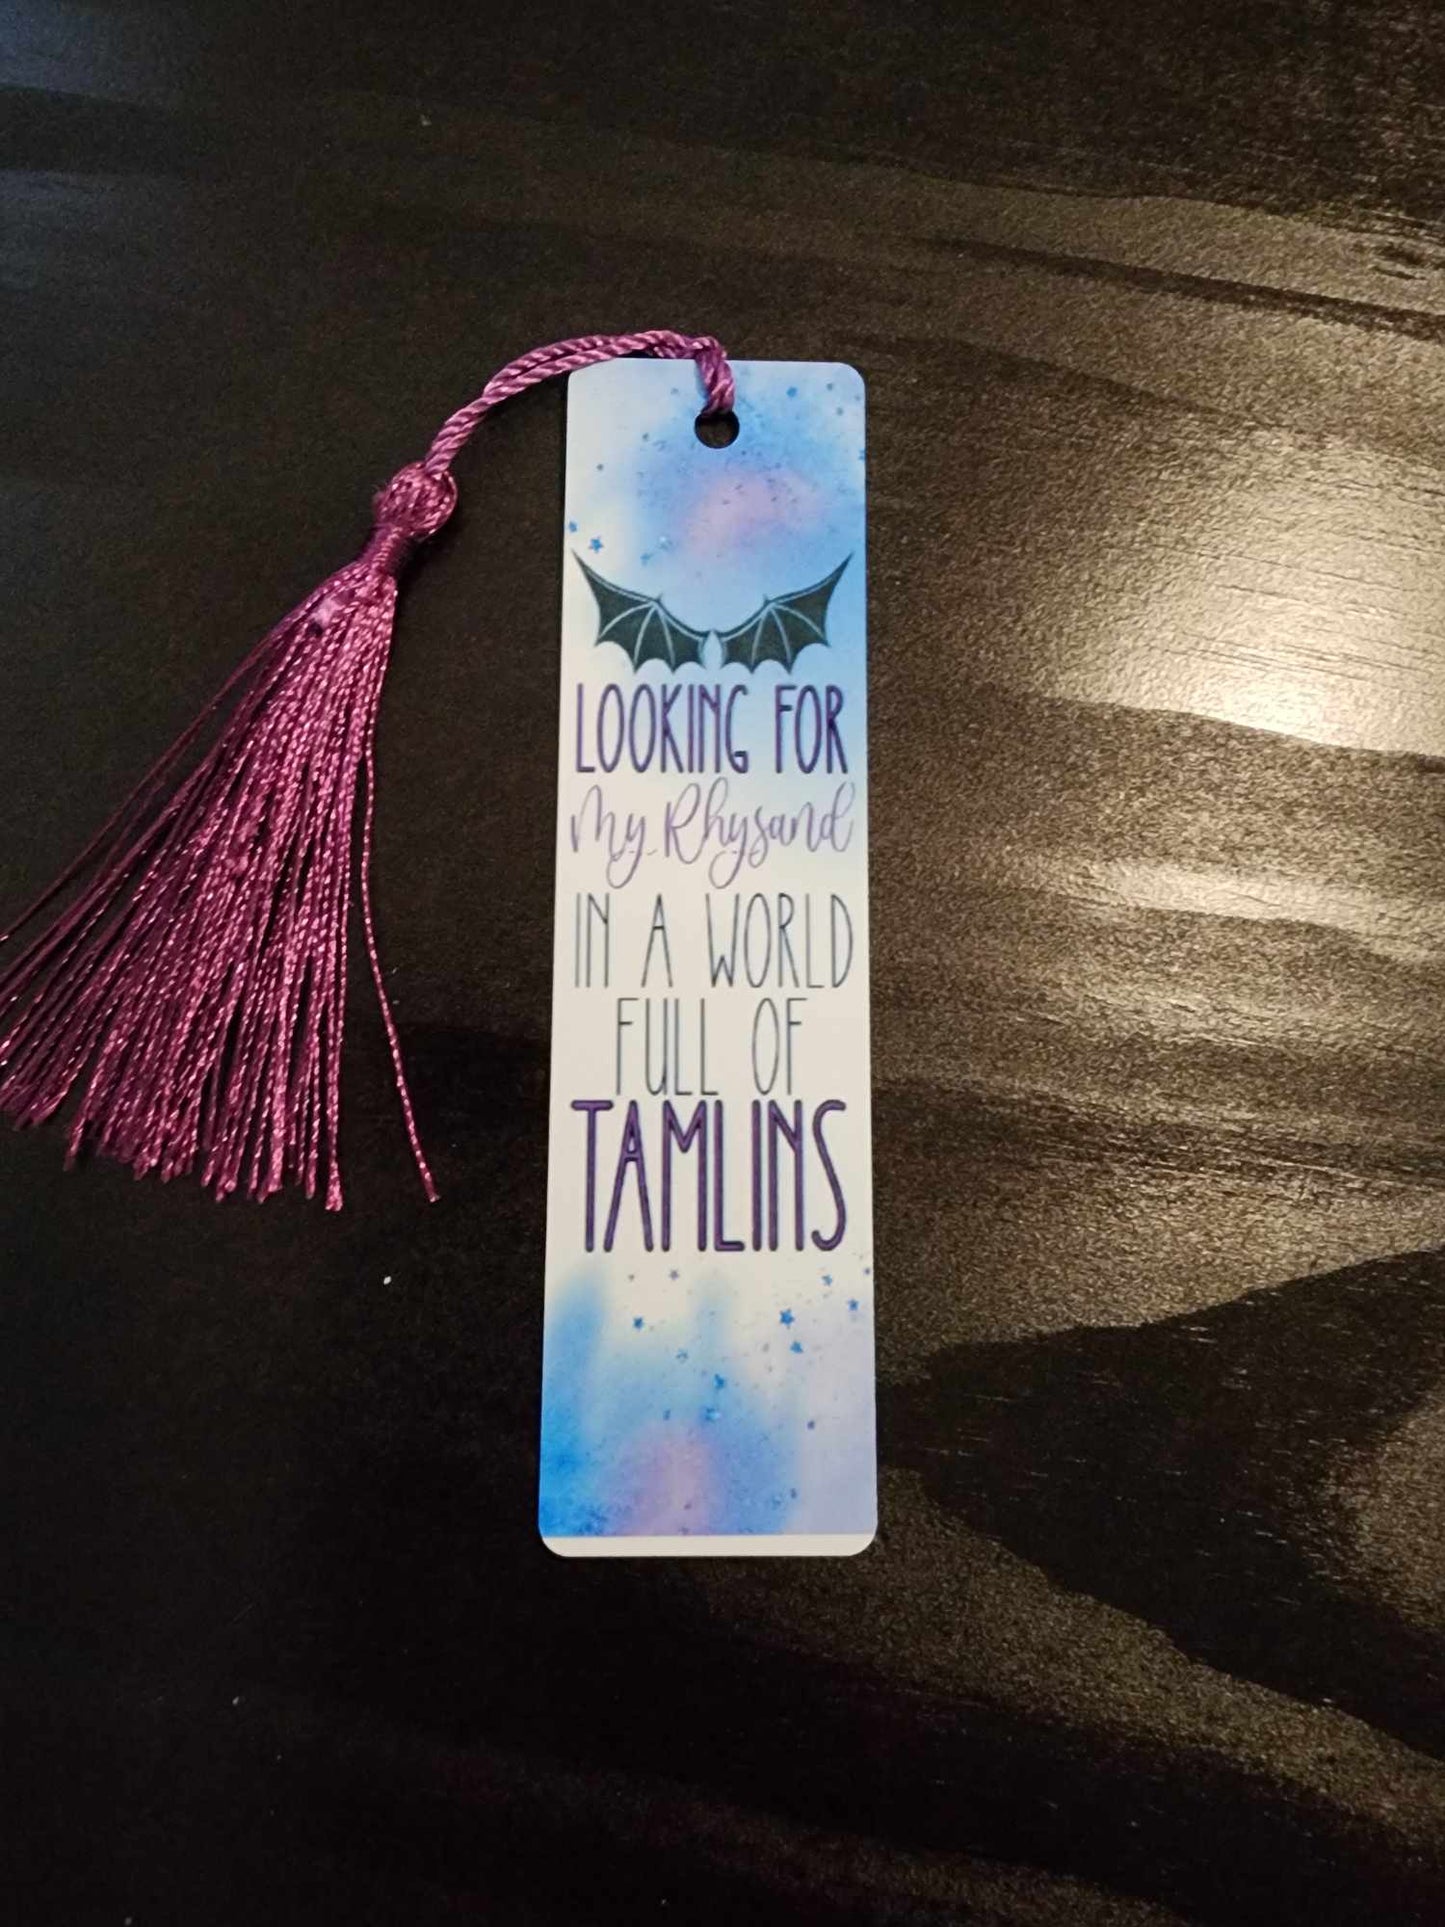 LOOKING FOR
My Rhysand
IN A WORLD
FULL OF
TAMLINS